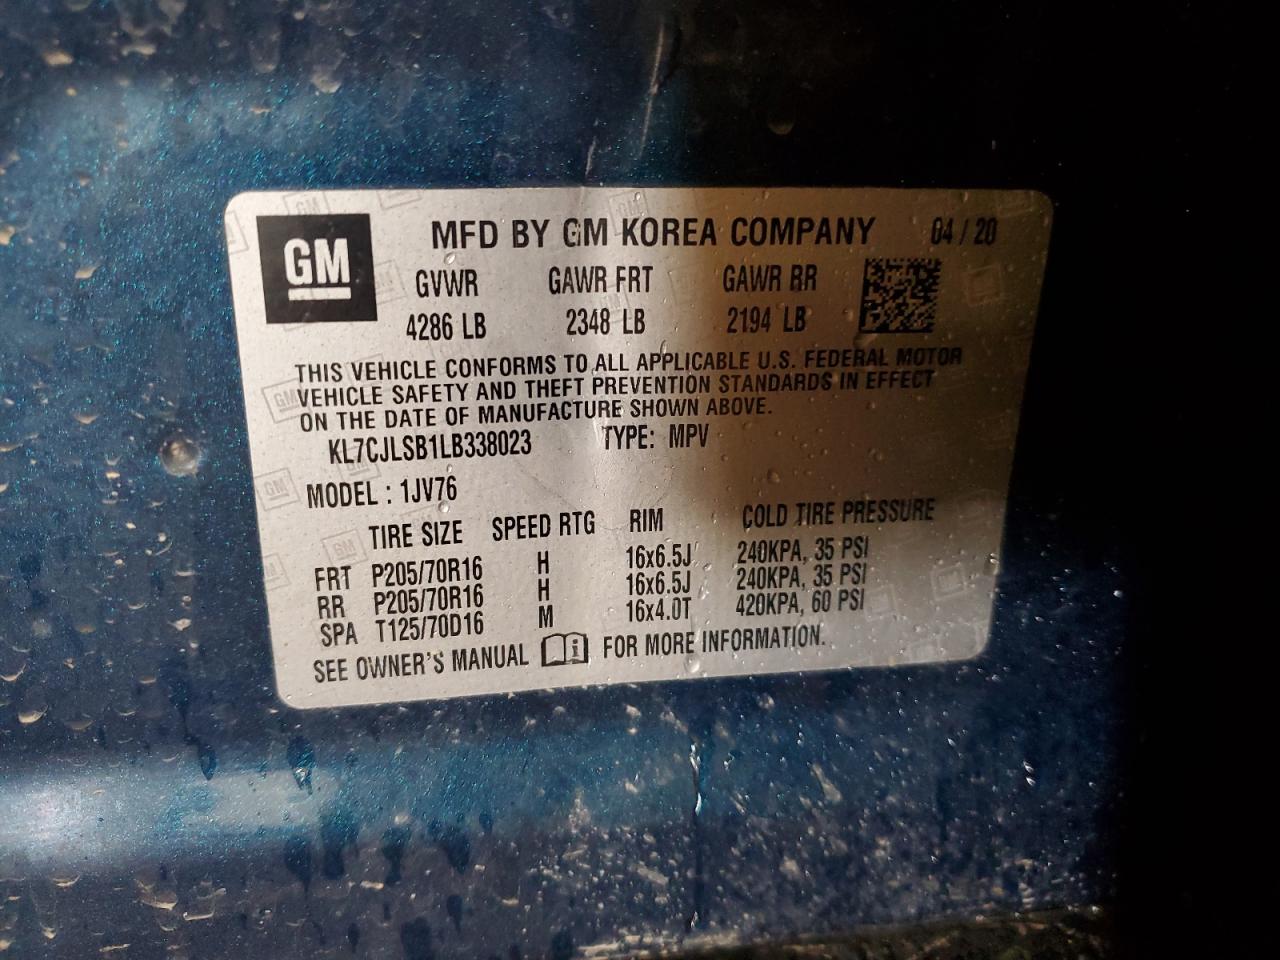 GM
MFD BY GM KOREA COMPANY 04 / 20
GVWR GAWR FRT GAWR RR
4286 LB 2348 LB 2194 LB
THIS VEHICLE CONFORMS TO ALL APPLICABLE U.S. FEDERAL MOTOR
VEHICLE SAFETY AND THEFT PREVENTION STANDARDS IN EFFECT
ON THE DATE OF MANUFACTURE SHOWN ABOVE.
KL7CJLSB1LB338023 TYPE: MPV
MODEL : 1JV76
TIRE SIZE SPEED RTG RIM COLD TIRE PRESSURE
FRT P205/70R16 H 16x6.5J 240KPA, 35 PSI
RR P205/70R16 H 16x6.5J 240KPA, 35 PSI
SPA T125/70D16 M 16x4.0T 420KPA, 60 PSI
SEE OWNER'S MANUAL FOR MORE INFORMATION.